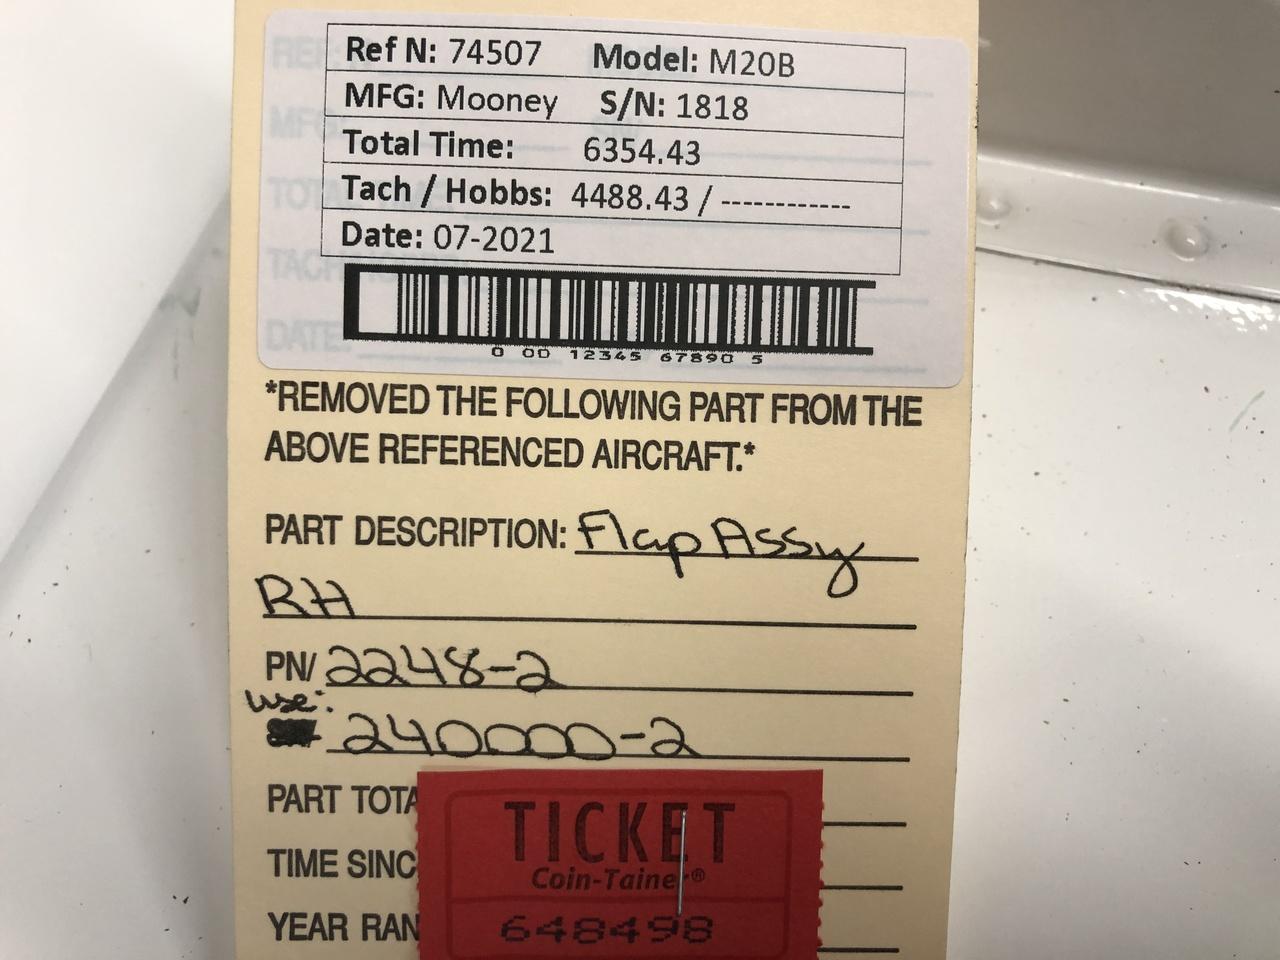 Ref N: 74507 Model: M20B
MFG: Mooney S/N: 1818
Total Time: 6354.43
Tach / Hobbs: 4488.43 / ------------
Date: 07-2021
0 00 12345 67890 5
*REMOVED THE FOLLOWING PART FROM THE
ABOVE REFERENCED AIRCRAFT.*
PART DESCRIPTION: Flap Assy
RH
PN/ 2248-2
use:
240000-2
PART TOTA
TIME SINC
YEAR RAN
TICKET
Coin-Tainer®
648498